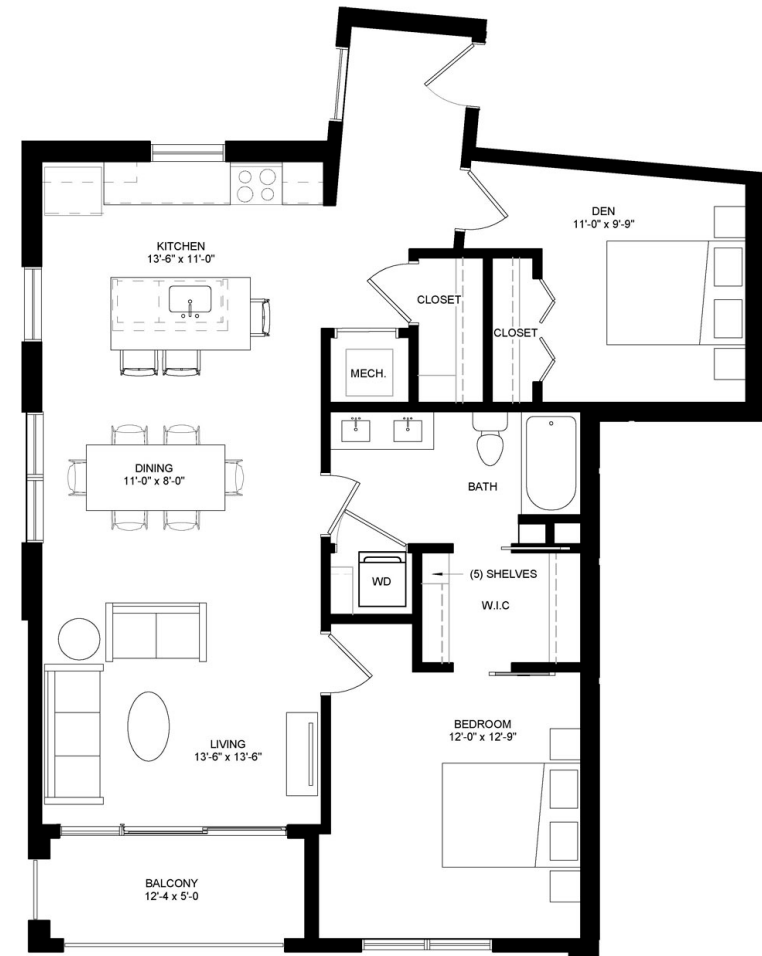 DEN
11'-0" x 9'-9"
KITCHEN
13'-6" x 11'-0"
CLOSET
CLOSET
MECH.
DINING
11'-0" x 8'-0"
BATH
WD
(5) SHELVES
W.I.C
BEDROOM
12'-0" x 12'-9"
LIVING
13'-6" x 13'-6"
BALCONY
12'-4 x 5'-0